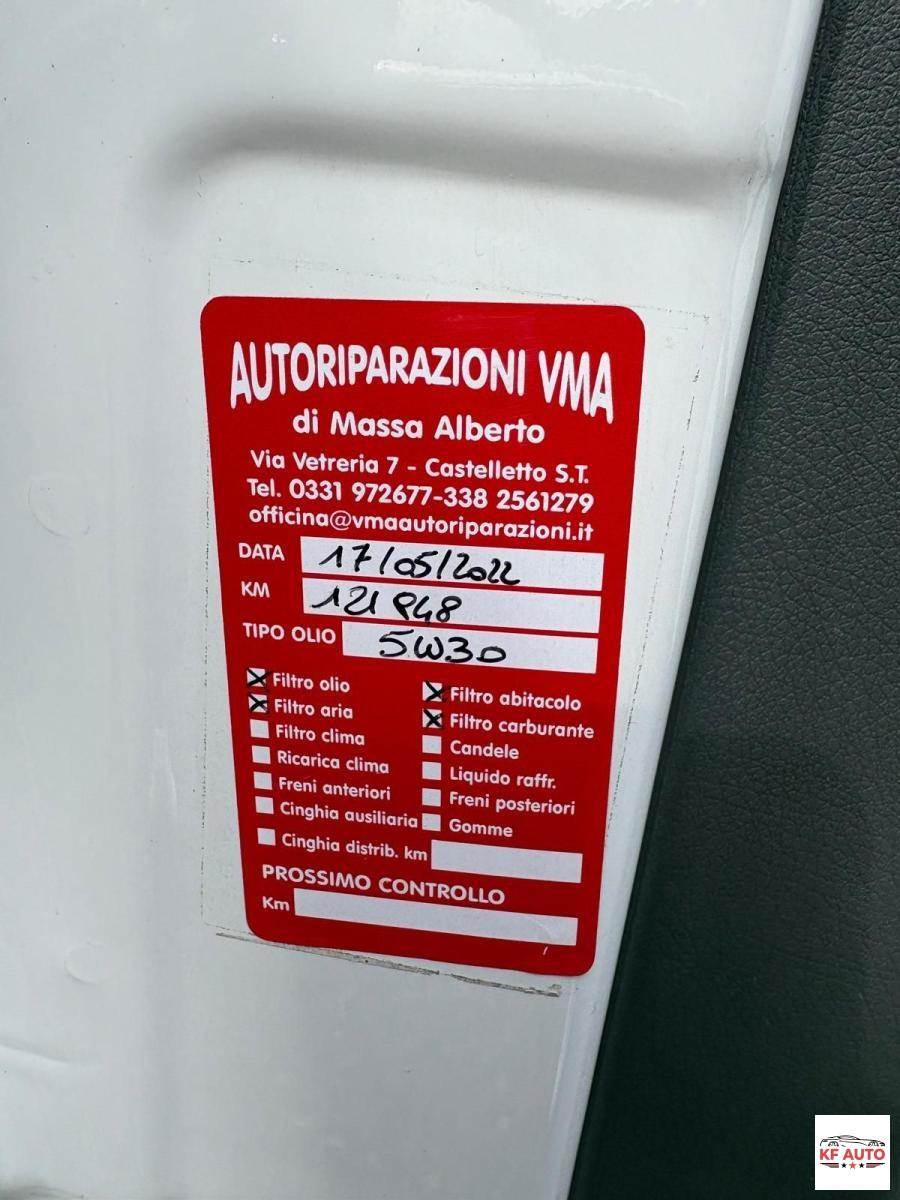 AUTORIPARAZIONI VMA
di Massa Alberto
Via Vetreria 7 - Castelletto S.T.
Tel. 0331 972677-338 2561279
officina@vmaautoriparazioni.it
DATA 17/05/2022
KM 121848
TIPO OLIO 5W30
Filtro olio
Filtro aria
Filtro clima
Ricarica clima
Freni anteriori
Cinghia ausiliaria
Cinghia distrib. km
Filtro abitacolo
Filtro carburante
Candele
Liquido raffr.
Freni posteriori
Gomme
PROSSIMO CONTROLLO
Km
KF AUTO